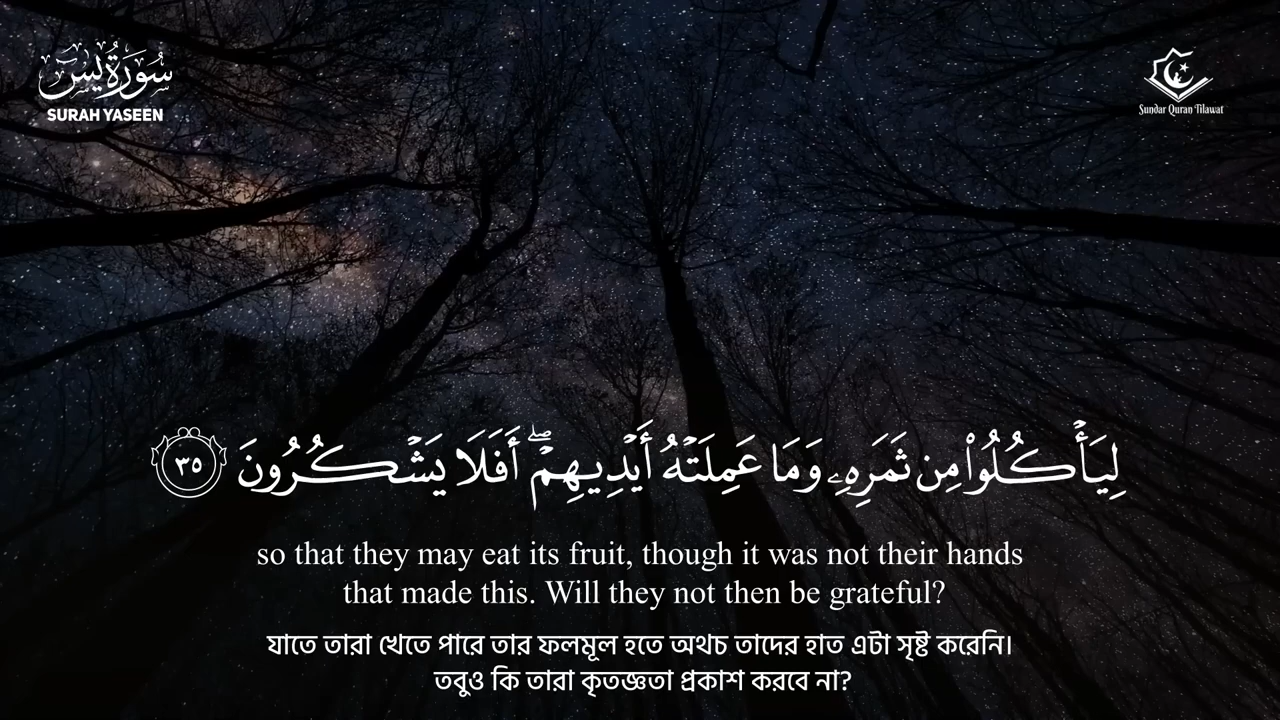 سُورَةُ يٰسٓ
SURAH YASEEN
Sundar Quran Tilawat
لِيَأْكُلُوا۟ مِن ثَمَرِهِۦ وَمَا عَمِلَتْهُ أَيْدِيهِمْ ۖ أَفَلَا يَشْكُرُونَ ٣٥
so that they may eat its fruit, though it was not their hands
that made this. Will they not then be grateful?
যাতে তারা খেতে পারে তার ফলমূল হতে অথচ তাদের হাত এটা সৃষ্ট করেনি।
তবুও কি তারা কৃতজ্ঞতা প্রকাশ করবে না?